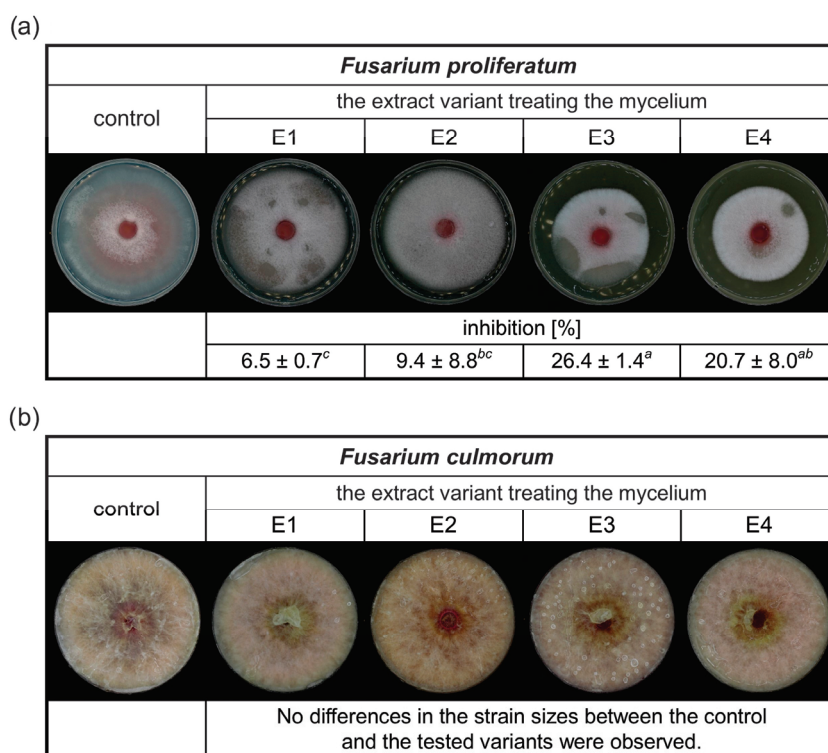 (a)
Fusarium proliferatum
control
the extract variant treating the mycelium
E1 E2 E3 E4
inhibition [%]
6.5 ± 0.7c 9.4 ± 8.8bc 26.4 ± 1.4a 20.7 ± 8.0ab
(b)
Fusarium culmorum
control
the extract variant treating the mycelium
E1 E2 E3 E4
No differences in the strain sizes between the control
and the tested variants were observed.